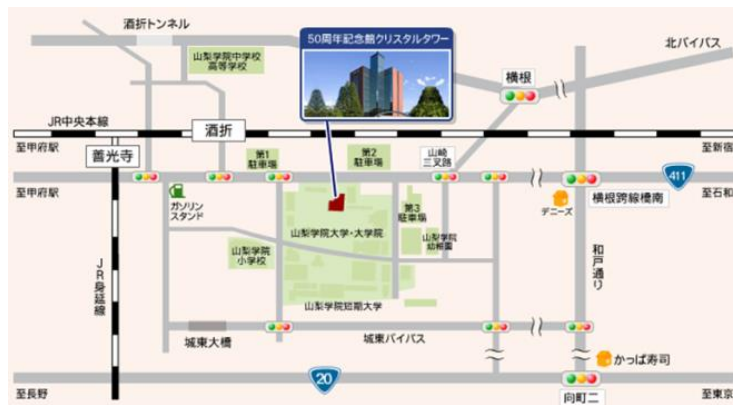 酒折トンネル
50周年記念館クリスタルタワー
北バイパス
山梨学院中学校
高等学校
横根
JR中央本線
酒折
至甲府駅
善光寺
第1
駐車場
第2
駐車場
山崎
三叉路
至新宿
至甲府駅
411
至石和
ガソリン
スタンド
デニーズ
横根跨線橋南
第3
駐車場
山梨学院大学・大学院
山梨学院
幼稚園
山梨学院
小学校
和戸通り
JR身延線
山梨学院短期大学
城東大橋
城東バイパス
かっぱ寿司
20
至長野
向町二
至東京